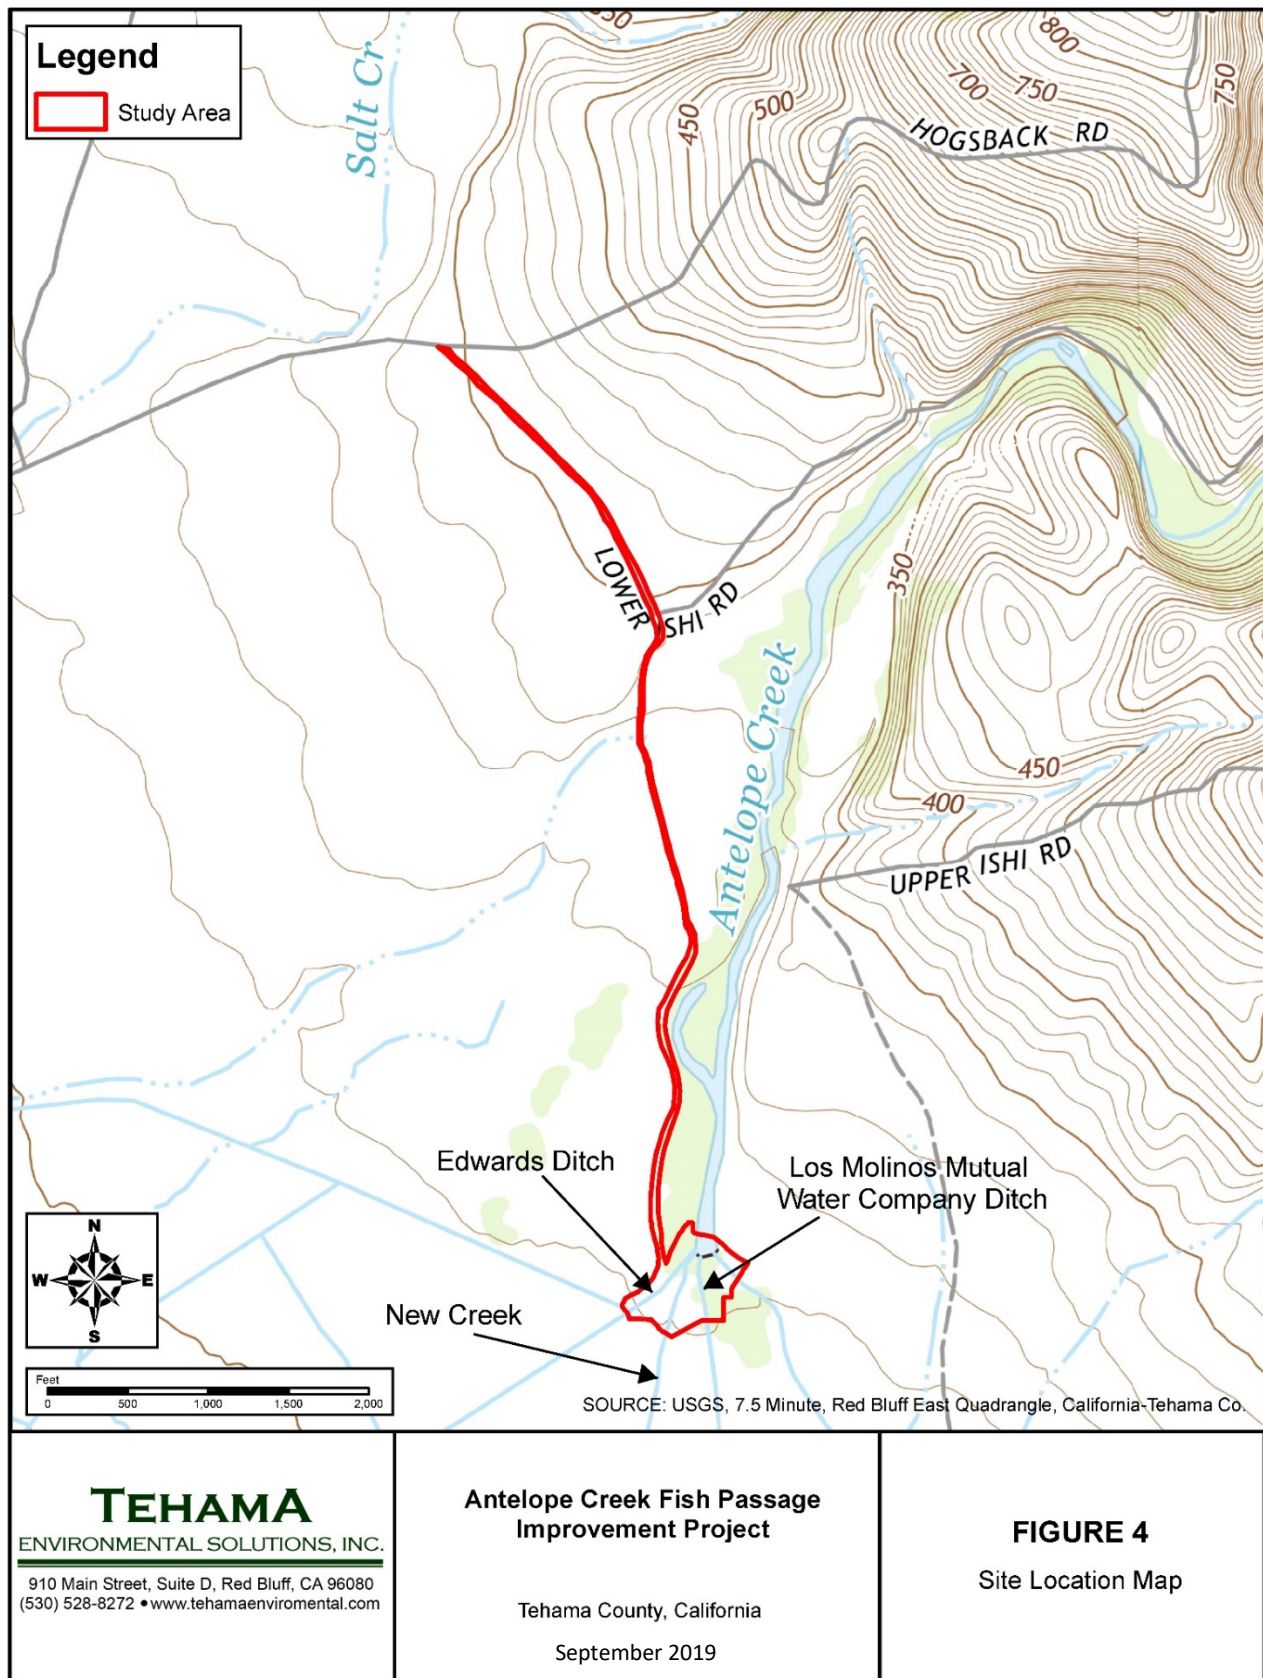 Legend
Study Area
Salt Cr
550
800
700
750
750
500
450
HOGSBACK RD
LOWER ISHI RD
350
Antelope Creek
450
400
UPPER ISHI RD
Edwards Ditch
Los Molinos Mutual
Water Company Ditch
New Creek
N
W E
S
Feet
0 500 1,000 1,500 2,000
SOURCE: USGS, 7.5 Minute, Red Bluff East Quadrangle, California-Tehama Co.
TEHAMA
ENVIRONMENTAL SOLUTIONS, INC.
910 Main Street, Suite D, Red Bluff, CA 96080
(530) 528-8272 • www.tehamaenviromental.com
Antelope Creek Fish Passage
Improvement Project
Tehama County, California
September 2019
FIGURE 4
Site Location Map